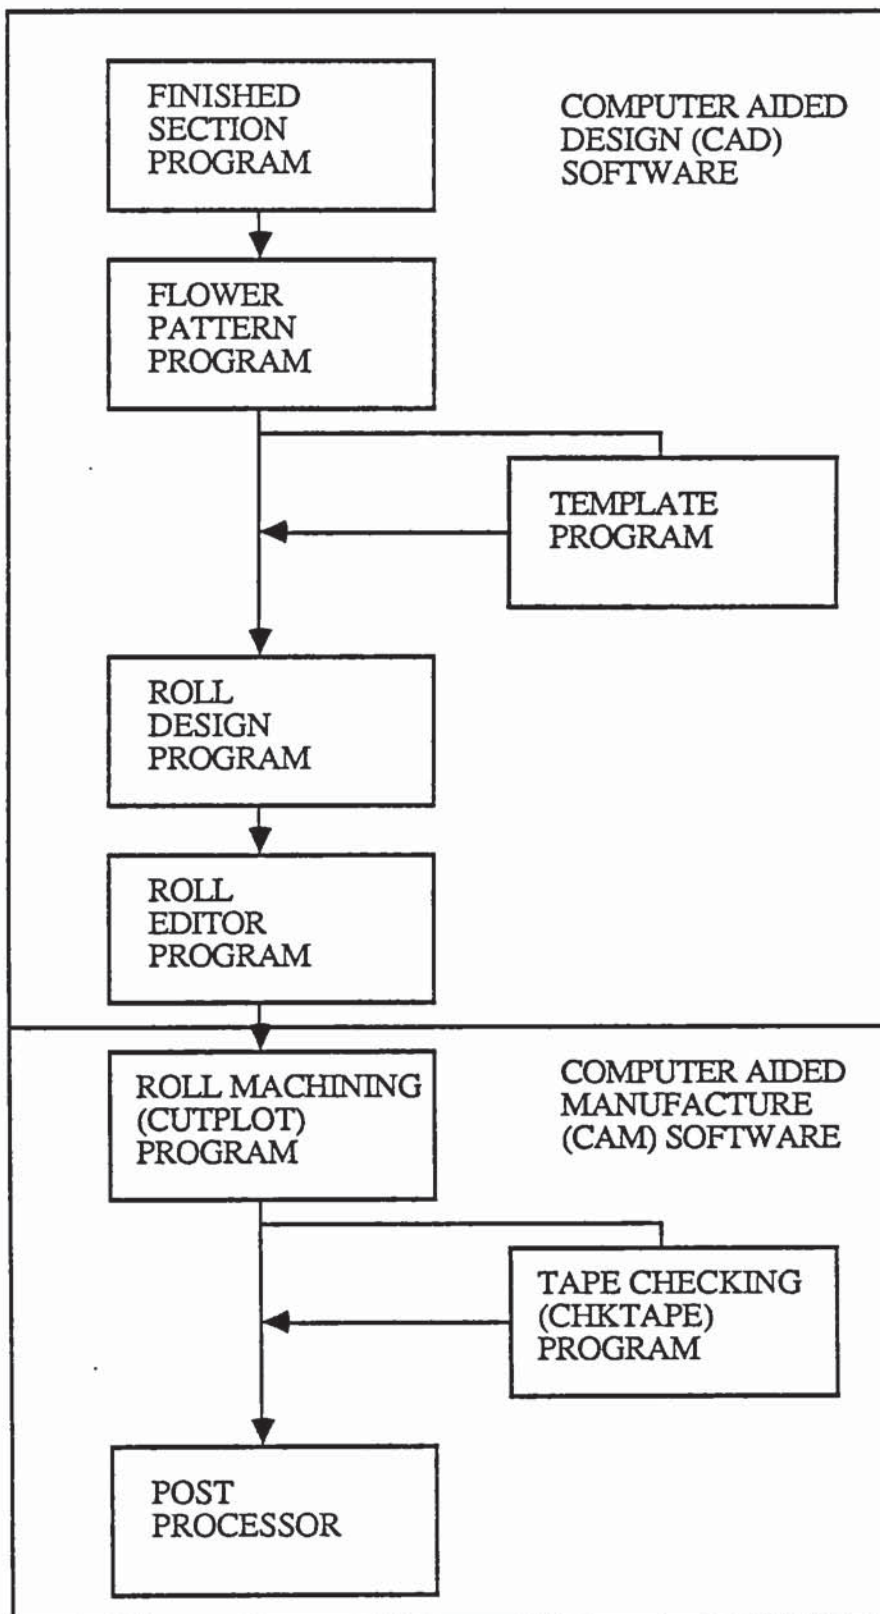 FINISHED
SECTION
PROGRAM
COMPUTER AIDED
DESIGN (CAD)
SOFTWARE
FLOWER
PATTERN
PROGRAM
TEMPLATE
PROGRAM
ROLL
DESIGN
PROGRAM
ROLL
EDITOR
PROGRAM
ROLL MACHINING
(CUTPLOT)
PROGRAM
COMPUTER AIDED
MANUFACTURE
(CAM) SOFTWARE
TAPE CHECKING
(CHKTAPE)
PROGRAM
POST
PROCESSOR